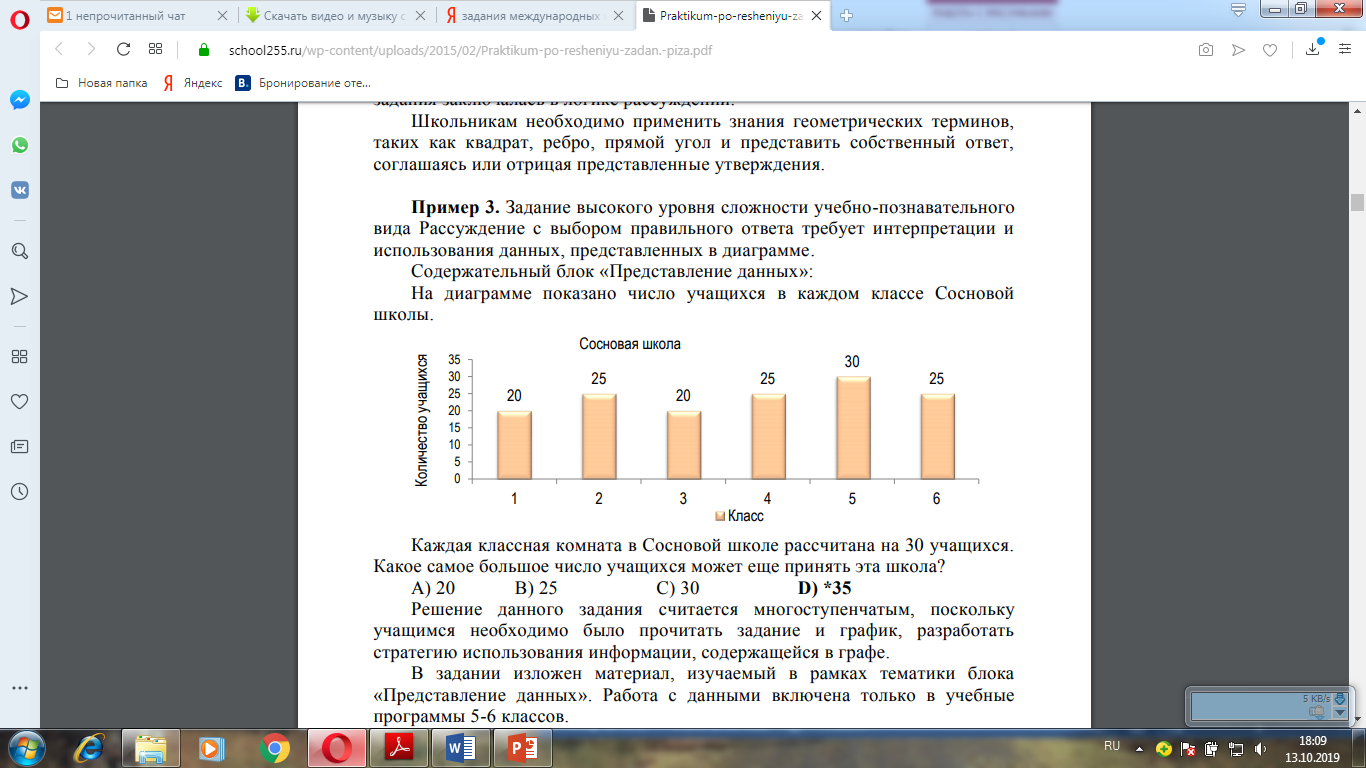 1 непрочитанный чат
Скачать видео и музыку с
задания международных
Praktikum-po-resheniyu-za
school255.ru/wp-content/uploads/2015/02/Praktikum-po-resheniyu-zadan.-piza.pdf
Новая папка
Яндекс
Бронирование оте...
задания заключалась в логике рассуждений.
Школьникам необходимо применить знания геометрических терминов,
таких как квадрат, ребро, прямой угол и представить собственный ответ,
соглашаясь или отрицая представленные утверждения.
Пример 3. Задание высокого уровня сложности учебно-познавательного
вида Рассуждение с выбором правильного ответа требует интерпретации и
использования данных, представленных в диаграмме.
Содержательный блок «Представление данных»:
На диаграмме показано число учащихся в каждом классе Сосновой
школы.
Сосновая школа
Количество учащихся
35
30
25
20
15
10
5
0
20
25
20
25
30
25
1 2 3 4 5 6
Класс
Каждая классная комната в Сосновой школе рассчитана на 30 учащихся.
Какое самое большое число учащихся может еще принять эта школа?
A) 20 B) 25 C) 30 D) *35
Решение данного задания считается многоступенчатым, поскольку
учащимся необходимо было прочитать задание и график, разработать
стратегию использования информации, содержащейся в графе.
В задании изложен материал, изучаемый в рамках тематики блока
«Представление данных». Работа с данными включена только в учебные
программы 5-6 классов.
5 KB/s
RU
18:09
13.10.2019